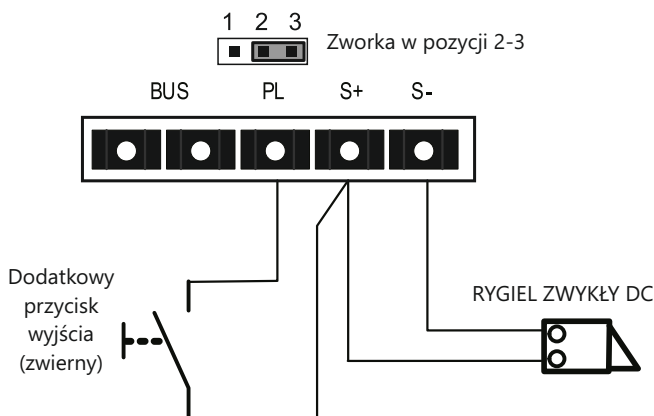 1 2 3
Zworka w pozycji 2-3
BUS PL S+ S-
Dodatkowy
przycisk
wyjścia
(zwierny)
RYGIEL ZWYKŁY DC